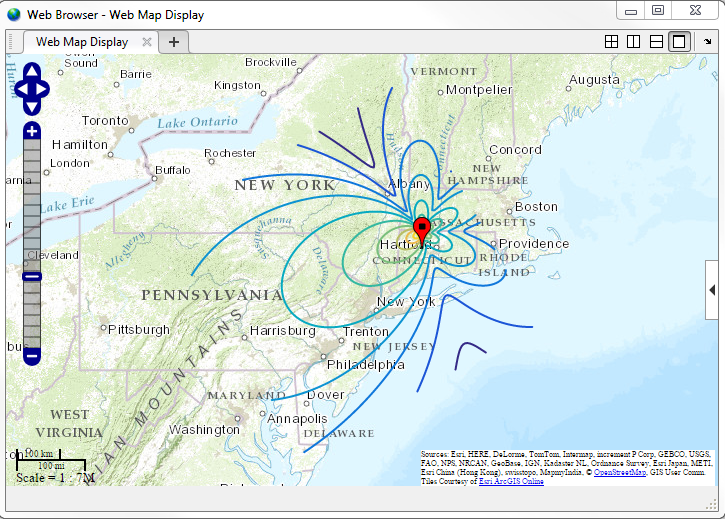 Web Browser - Web Map Display
Web Map Display
Sound
Barrie
Brockville
Kingston
VERMONT
Montpelier
Augusta
Toronto
Lake Ontario
Hamilton
London
Rochester
Buffalo
Concord
NEW
HAMPSHIRE
Hudson
Connecticut
Albany
NEW YORK
Lake Erie
Boston
Susquehanna
Allegheny
Delaware
Hartford
Providence
CONNECTICUT
RHODE
ISLAND
Cleveland
PENNSYLVANIA
New York
Pittsburgh
Harrisburg
Trenton
NEW JERSEY
Philadelphia
MARYLAND
Dover
Annapolis
WEST
VIRGINIA
Washington
DELAWARE
MOUNTAINS
100 km
100 mi
Scale = 1 : 7M
Sources: Esri, HERE, DeLorme, TomTom, Intermap, increment P Corp, GEBCO, USGS,
FAO, NPS, NRCAN, GeoBase, IGN, Kadaster NL, Ordnance Survey, Esri Japan, METI,
Esri China (Hong Kong), swisstopo, MapmyIndia, © OpenStreetMap, GIS User Comm.
Tiles Courtesy of Esri ArcGIS Online